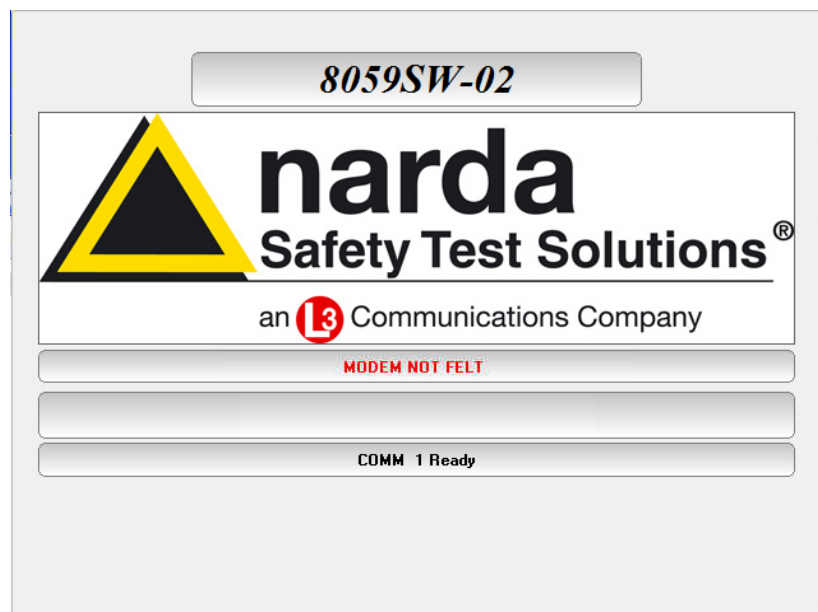 8059SW-02
narda
Safety Test Solutions®
an L3 Communications Company
MODEM NOT FELT
COMM 1 Ready